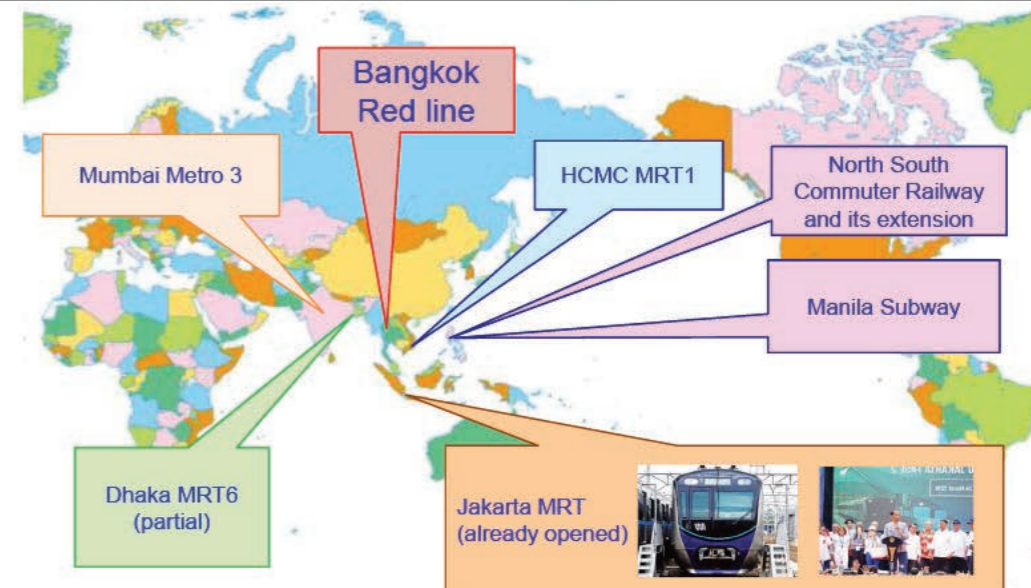 Bangkok
Red line
Mumbai Metro 3
HCMC MRT1
North South
Commuter Railway
and its extension
Manila Subway
Dhaka MRT6
(partial)
Jakarta MRT
(already opened)